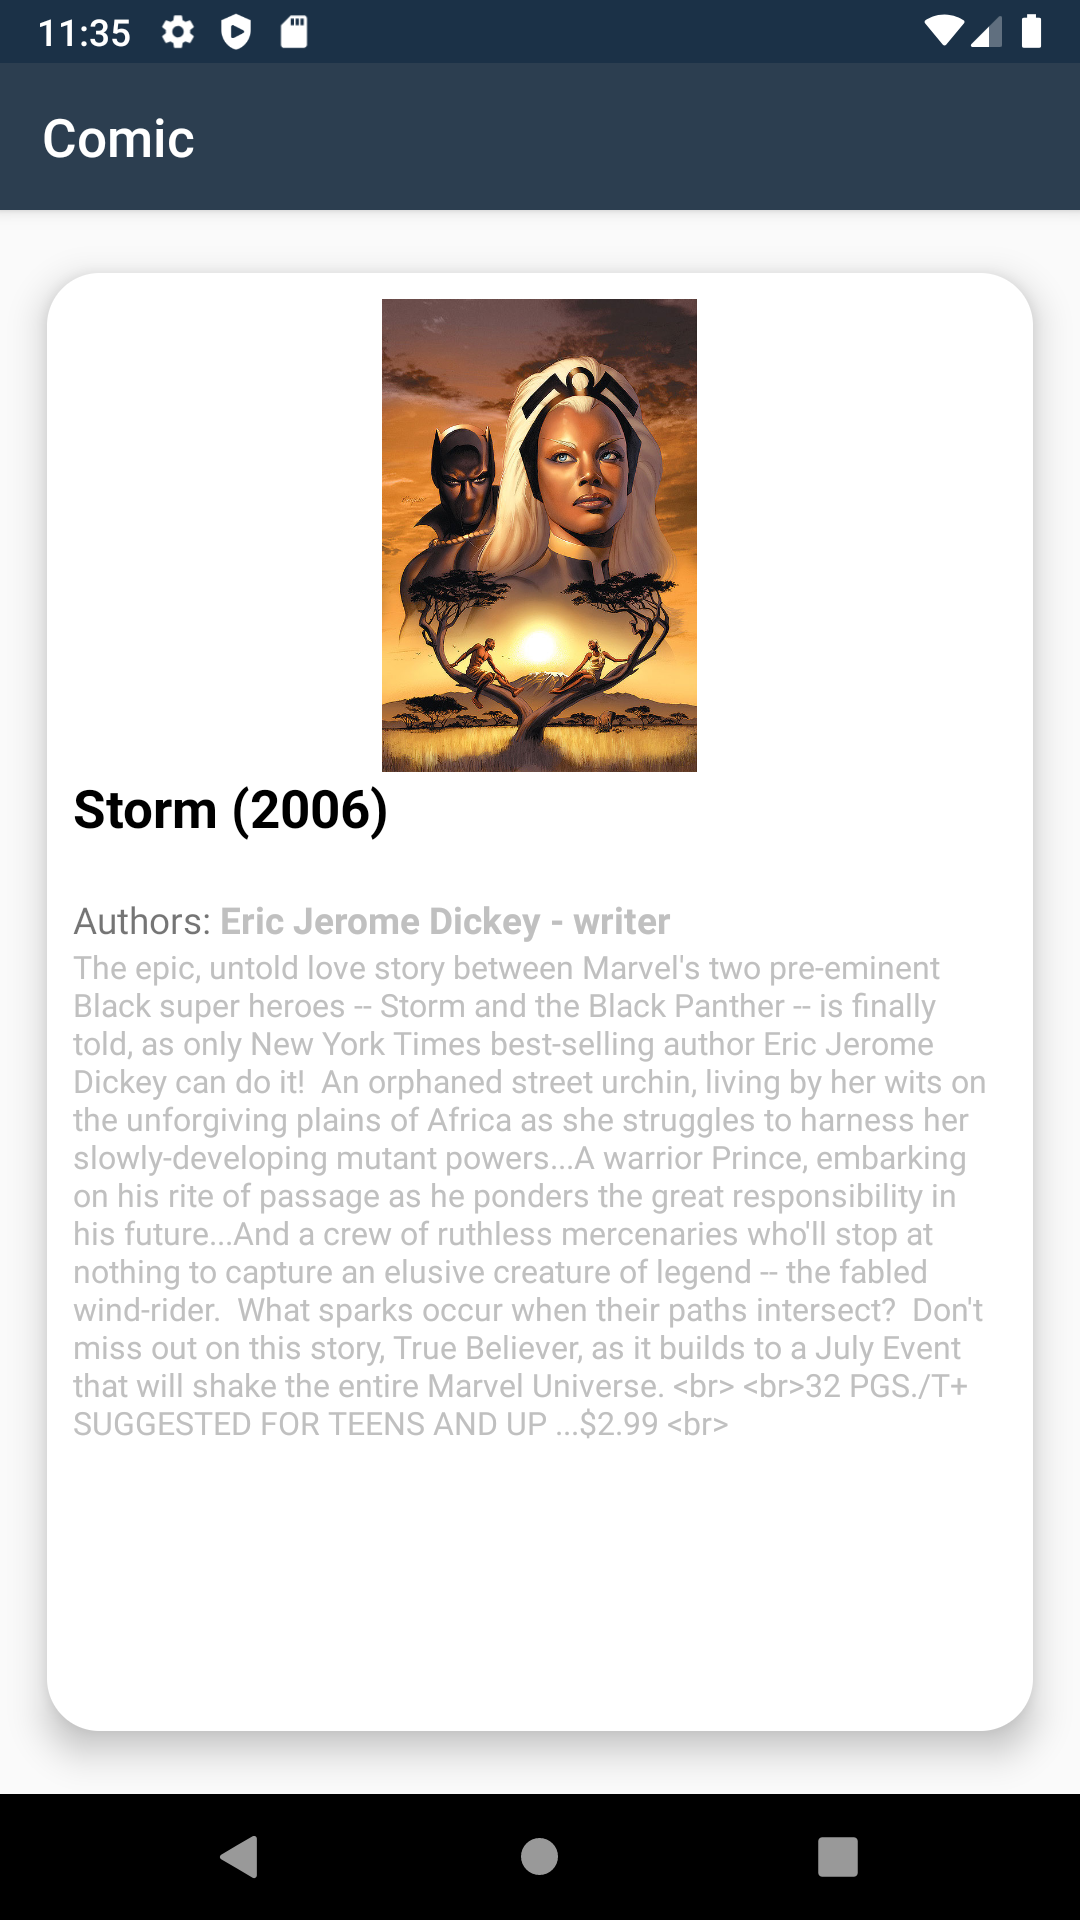 11:35
Comic
Storm (2006)
Authors: Eric Jerome Dickey - writer
The epic, untold love story between Marvel's two pre-eminent
Black super heroes -- Storm and the Black Panther -- is finally
told, as only New York Times best-selling author Eric Jerome
Dickey can do it!  An orphaned street urchin, living by her wits on
the unforgiving plains of Africa as she struggles to harness her
slowly-developing mutant powers...A warrior Prince, embarking
on his rite of passage as he ponders the great responsibility in
his future...And a crew of ruthless mercenaries who'll stop at
nothing to capture an elusive creature of legend -- the fabled
wind-rider.  What sparks occur when their paths intersect?  Don't
miss out on this story, True Believer, as it builds to a July Event
that will shake the entire Marvel Universe. <br> <br>32 PGS./T+
SUGGESTED FOR TEENS AND UP ...$2.99 <br>